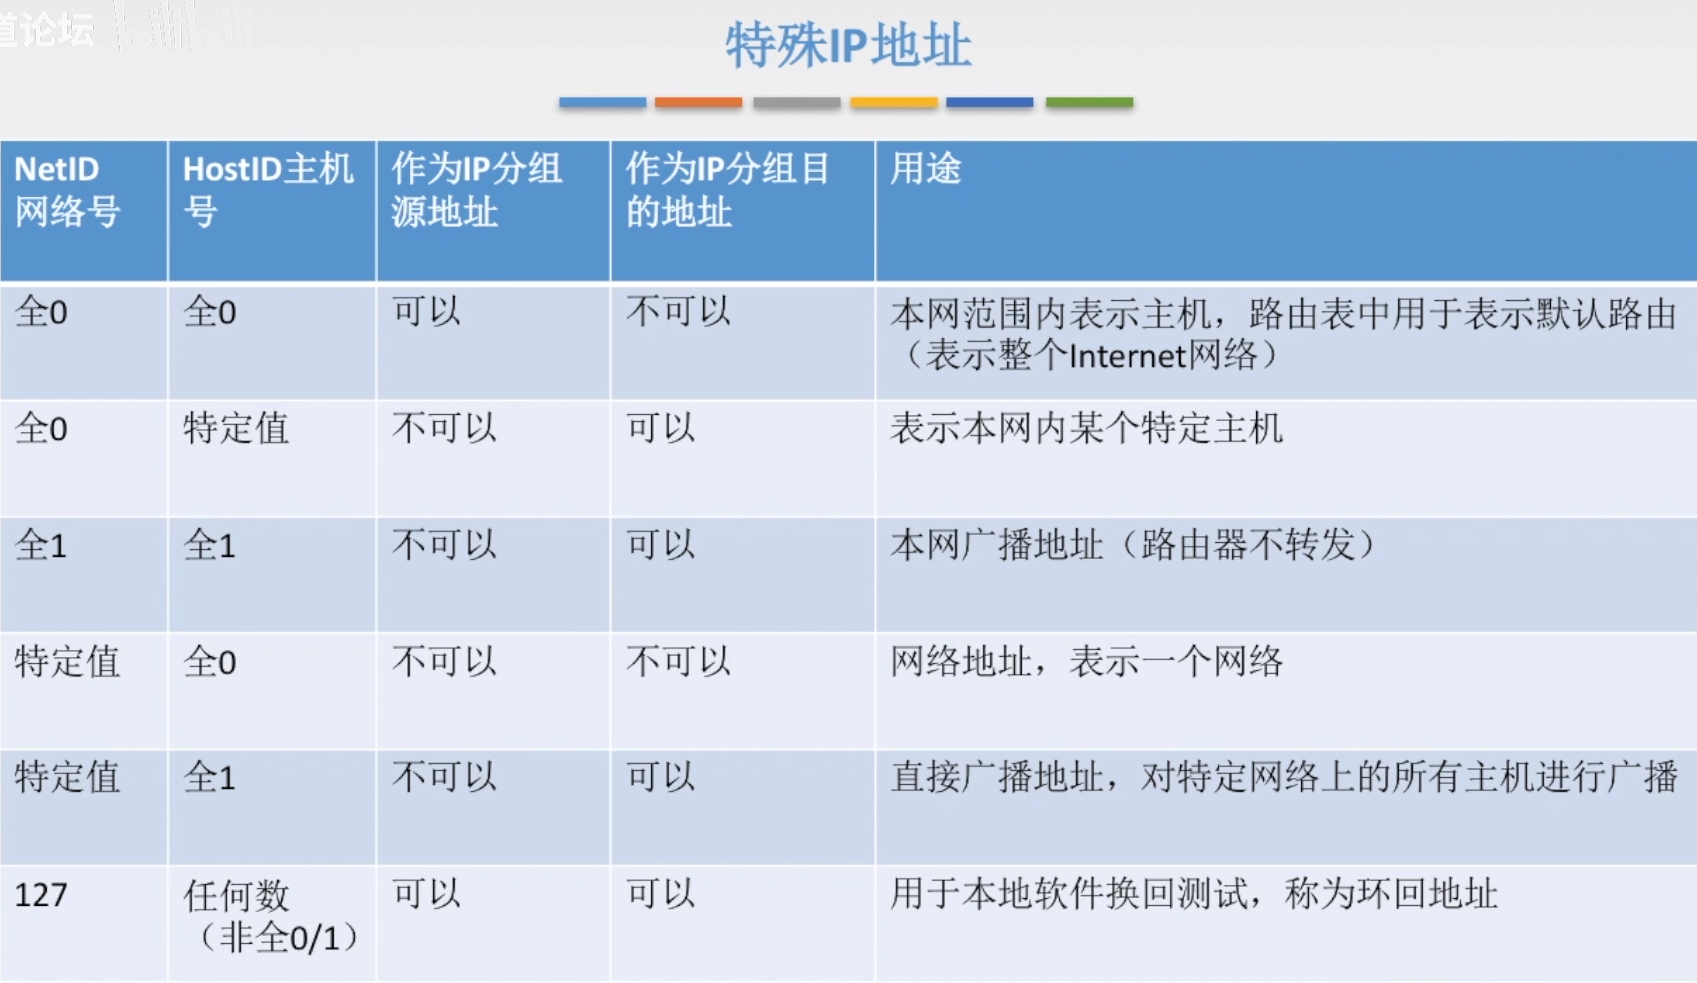 道论坛
特殊IP地址
NetID
网络号
HostID主机
号
作为IP分组
源地址
作为IP分组目
的地址
用途
全0
全0
可以
不可以
本网范围内表示主机，路由表中用于表示默认路由
（表示整个Internet网络）
全0
特定值
不可以
可以
表示本网内某个特定主机
全1
全1
不可以
可以
本网广播地址（路由器不转发）
特定值
全0
不可以
不可以
网络地址，表示一个网络
特定值
全1
不可以
可以
直接广播地址，对特定网络上的所有主机进行广播
127
任何数
（非全0/1）
可以
可以
用于本地软件换回测试，称为环回地址